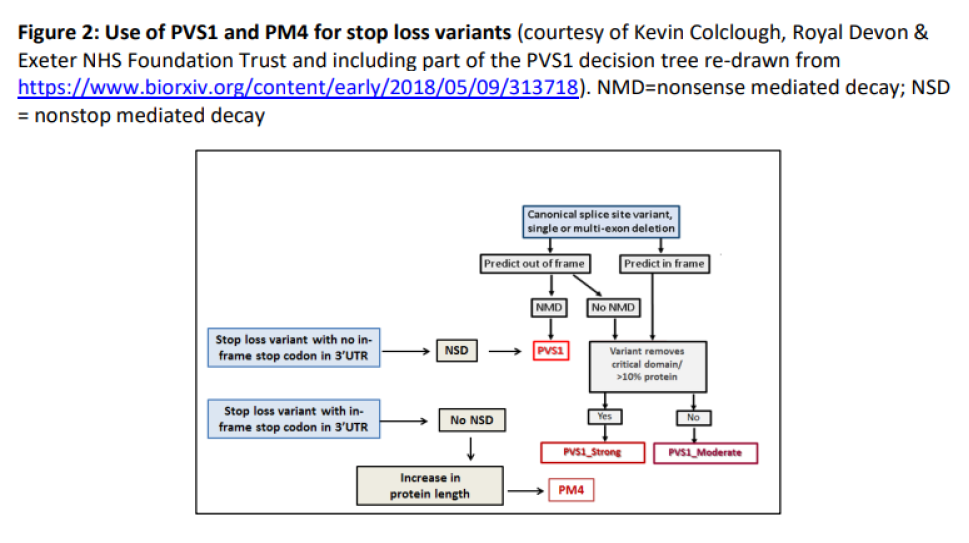 Figure 2: Use of PVS1 and PM4 for stop loss variants (courtesy of Kevin Colclough, Royal Devon &
Exeter NHS Foundation Trust and including part of the PVS1 decision tree re-drawn from
https://www.biorxiv.org/content/early/2018/05/09/313718). NMD=nonsense mediated decay; NSD
= nonstop mediated decay
Canonical splice site variant,
single or multi-exon deletion
Predict out of frame
Predict in frame
NMD
No NMD
Stop loss variant with no in-
frame stop codon in 3'UTR
NSD
PVS1
Variant removes
critical domain/
>10% protein
Stop loss variant with in-
frame stop codon in 3'UTR
No NSD
Yes
No
PVS1_Strong
PVS1_Moderate
Increase in
protein length
PM4